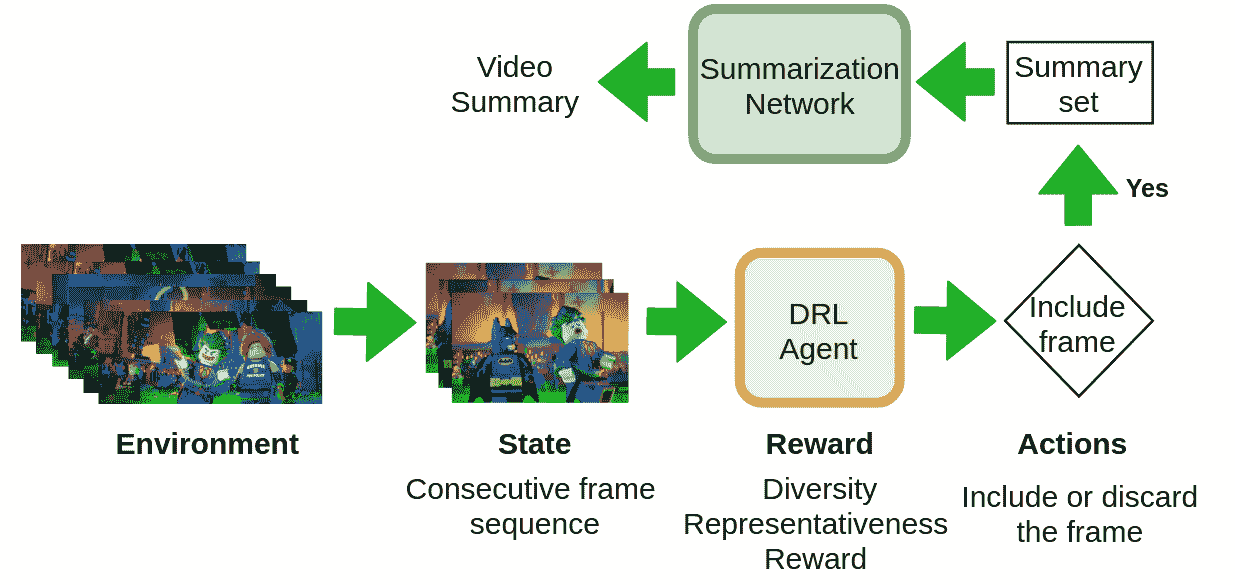 Video
Summary
Summarization
Network
Summary
set
Yes
DRL
Agent
Include
frame
Environment
State
Reward
Actions
Consecutive frame
sequence
Diversity
Representativeness
Reward
Include or discard
the frame